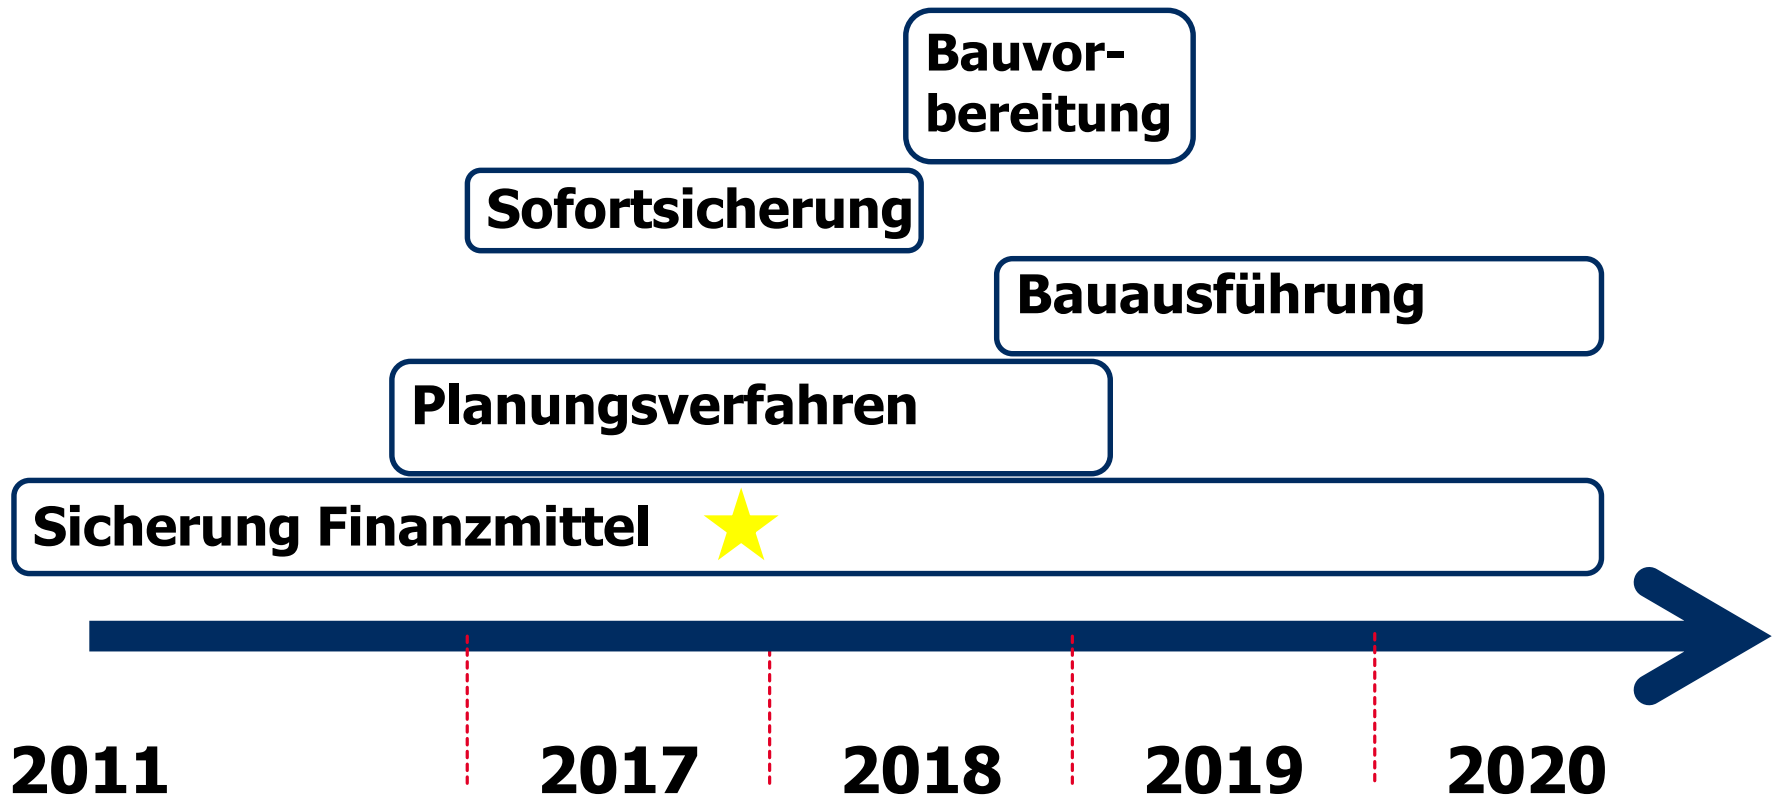 Bauvor-
bereitung
Sofortsicherung
Bauausführung
Planungsverfahren
Sicherung Finanzmittel
2011 2017 2018 2019 2020